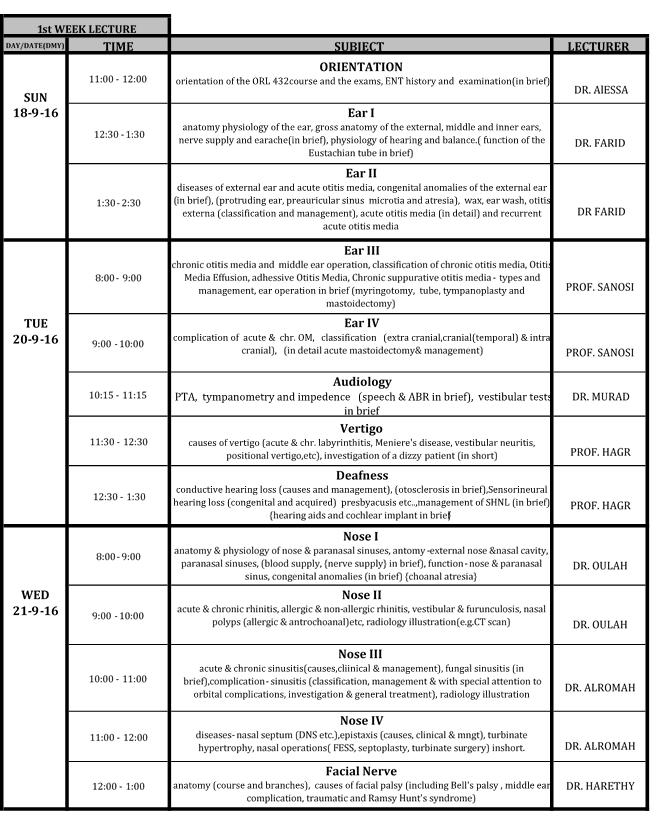 1st WEEK LECTURE
DAY/DATE(DMY) TIME SUBJECT LECTURER
SUN
18-9-16
11:00 - 12:00
ORIENTATION
orientation of the ORL 432course and the exams, ENT history and examination(in brief)
DR. AlESSA
12:30 - 1:30
Ear I
anatomy physiology of the ear, gross anatomy of the external, middle and inner ears,
nerve supply and earache(in brief), physiology of hearing and balance.( function of the
Eustachian tube in brief)
DR. FARID
1:30 - 2:30
Ear II
diseases of external ear and acute otitis media, congenital anomalies of the external ear
(in brief), (protruding ear, preauricular sinus microtia and atresia), wax, ear wash, otitis
externa (classification and management), acute otitis media (in detail) and recurrent
acute otitis media
DR FARID
TUE
20-9-16
8:00 - 9:00
Ear III
chronic otitis media and middle ear operation, classification of chronic otitis media, Otitis
Media Effusion, adhessive Otitis Media, Chronic suppurative otitis media - types and
management, ear operation in brief (myringotomy, tube, tympanoplasty and
mastoidectomy)
PROF. SANOSI
9:00 - 10:00
Ear IV
complication of acute & chr. OM, classification (extra cranial,cranial(temporal) & intra
cranial), (in detail acute mastoidectomy& management)
PROF. SANOSI
10:15 - 11:15
Audiology
PTA, tympanometry and impedence (speech & ABR in brief), vestibular tests
in brief
DR. MURAD
11:30 - 12:30
Vertigo
causes of vertigo (acute & chr. labyrinthitis, Meniere's disease, vestibular neuritis,
positional vertigo,etc), investigation of a dizzy patient (in short)
PROF. HAGR
12:30 - 1:30
Deafness
conductive hearing loss (causes and management), (otosclerosis in brief),Sensorineural
hearing loss (congenital and acquired) presbyacusis etc..,management of SHNL (in brief)
{hearing aids and cochlear implant in brief
PROF. HAGR
WED
21-9-16
8:00 - 9:00
Nose I
anatomy & physiology of nose & paranasal sinuses, antomy -external nose &nasal cavity,
paranasal sinuses, (blood supply, {nerve supply} in brief), function - nose & paranasal
sinus, congenital anomalies (in brief) {choanal atresia}
DR. OULAH
9:00 - 10:00
Nose II
acute & chronic rhinitis, allergic & non-allergic rhinitis, vestibular & furunculosis, nasal
polyps (allergic & antrochoanal)etc, radiology illustration(e.g.CT scan)
DR. OULAH
10:00 - 11:00
Nose III
acute & chronic sinusitis(causes,cliinical & management), fungal sinusitis (in
brief),complication - sinusitis (classification, management & with special attention to
orbital complications, investigation & general treatment), radiology illustration
DR. ALROMAH
11:00 - 12:00
Nose IV
diseases- nasal septum (DNS etc.),epistaxis (causes, clinical & mngt), turbinate
hypertrophy, nasal operations( FESS, septoplasty, turbinate surgery) inshort.
DR. ALROMAH
12:00 - 1:00
Facial Nerve
anatomy (course and branches), causes of facial palsy (including Bell's palsy , middle ear
complication, traumatic and Ramsy Hunt's syndrome)
DR. HARETHY